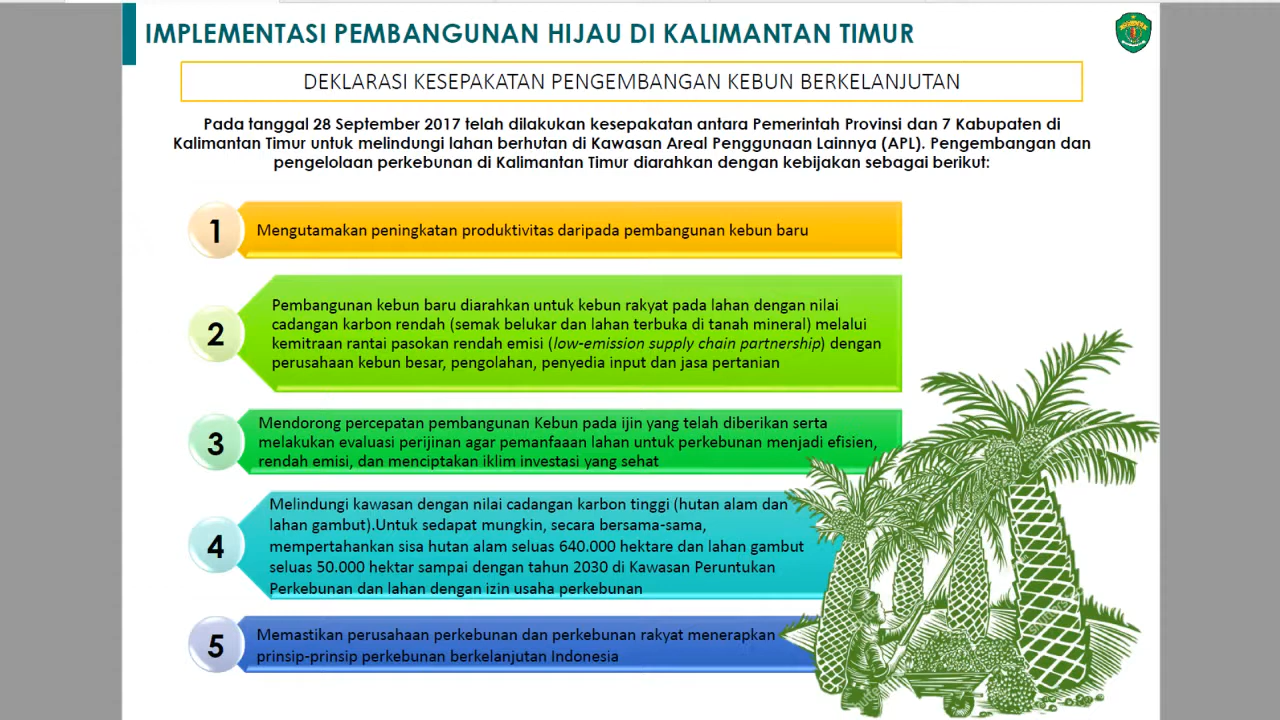 IMPLEMENTASI PEMBANGUNAN HIJAU DI KALIMANTAN TIMUR
DEKLARASI KESEPAKATAN PENGEMBANGAN KEBUN BERKELANJUTAN
Pada tanggal 28 September 2017 telah dilakukan kesepakatan antara Pemerintah Provinsi dan 7 Kabupaten di
Kalimantan Timur untuk melindungi lahan berhutan di Kawasan Areal Penggunaan Lainnya (APL). Pengembangan dan
pengelolaan perkebunan di Kalimantan Timur diarahkan dengan kebijakan sebagai berikut:
1
Mengutamakan peningkatan produktivitas daripada pembangunan kebun baru
2
Pembangunan kebun baru diarahkan untuk kebun rakyat pada lahan dengan nilai
cadangan karbon rendah (semak belukar dan lahan terbuka di tanah mineral) melalui
kemitraan rantai pasokan rendah emisi (low-emission supply chain partnership) dengan
perusahaan kebun besar, pengolahan, penyedia input dan jasa pertanian
3
Mendorong percepatan pembangunan Kebun pada ijin yang telah diberikan serta
melakukan evaluasi perijinan agar pemanfaaan lahan untuk perkebunan menjadi efisien,
rendah emisi, dan menciptakan iklim investasi yang sehat
4
Melindungi kawasan dengan nilai cadangan karbon tinggi (hutan alam dan
lahan gambut).Untuk sedapat mungkin, secara bersama-sama,
mempertahankan sisa hutan alam seluas 640.000 hektare dan lahan gambut
seluas 50.000 hektar sampai dengan tahun 2030 di Kawasan Peruntukan
Perkebunan dan lahan dengan izin usaha perkebunan
5
Memastikan perusahaan perkebunan dan perkebunan rakyat menerapkan
prinsip-prinsip perkebunan berkelanjutan Indonesia